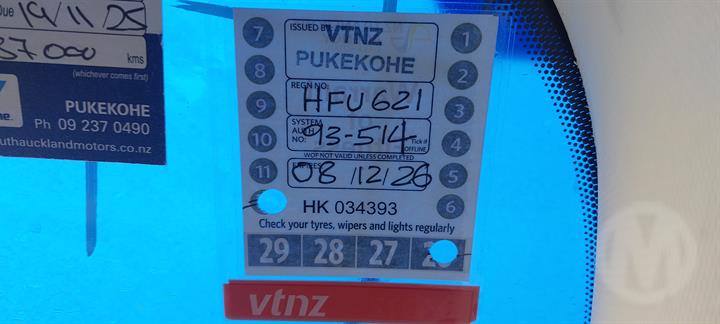 Due 19/11/25
37000 kms
(whichever comes first)
PUKEKOHE
Ph 09 237 0490
uthaucklandmotors.co.nz
7 ISSUED BY VTNZ 1
8 PUKEKOHE 2
9 REGN NO: HFU621 3
10 SYSTEM AUTH NO: 93-514 Tick if OFFLINE 4
WOF NOT VALID UNLESS COMPLETED
11 EXPIRES 08/12/26 5
HK 034393 6
Check your tyres, wipers and lights regularly
29 28 27
vtnz
M